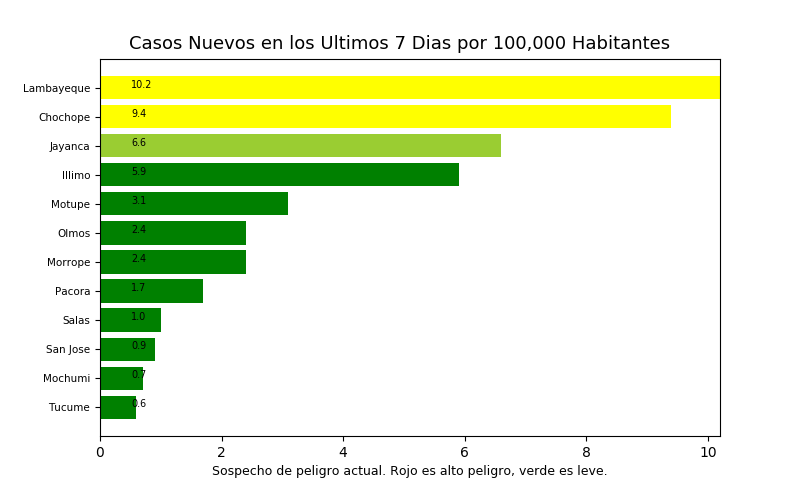 Casos Nuevos en los Ultimos 7 Dias por 100,000 Habitantes
Lambayeque 10.2
Chochope 9.4
Jayanca 6.6
Illimo 5.9
Motupe 3.1
Olmos 2.4
Morrope 2.4
Pacora 1.7
Salas 1.0
San Jose 0.9
Mochumi 0.7
Tucume 0.6
0 2 4 6 8 10
Sospecho de peligro actual. Rojo es alto peligro, verde es leve.